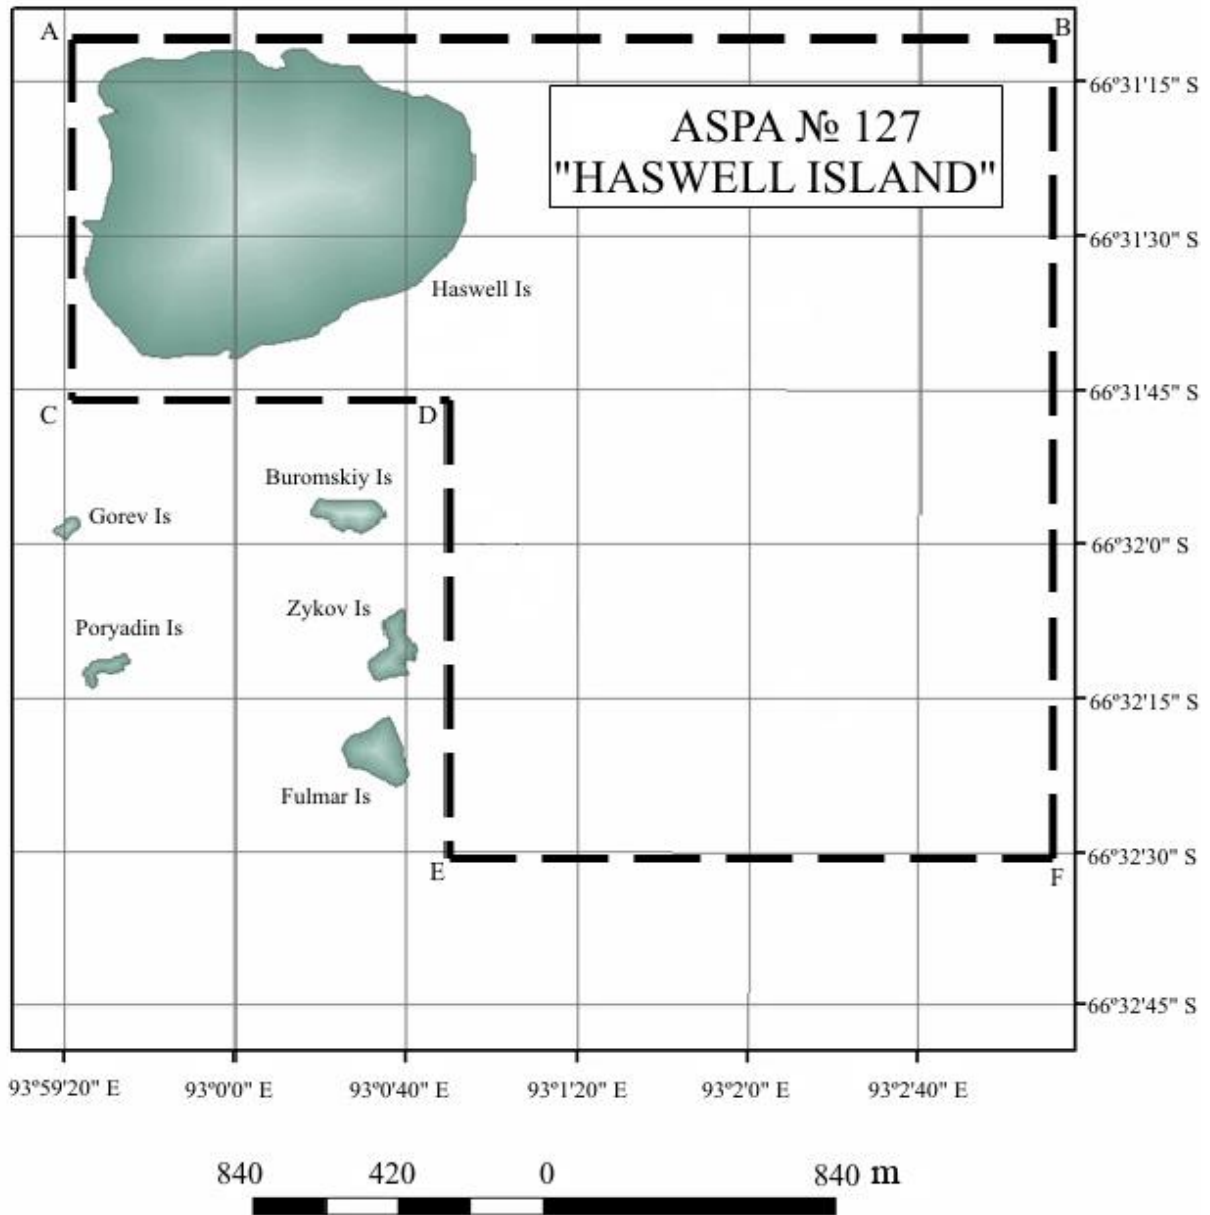 A
B
66º31'15" S
ASPA № 127
"HASWELL ISLAND"
66º31'30" S
Haswell Is
66º31'45" S
C
D
Buromskiy Is
Gorev Is
66º32'0" S
Zykov Is
Poryadin Is
66º32'15" S
Fulmar Is
66º32'30" S
E
F
66º32'45" S
93º59'20" E 93º0'0" E 93º0'40" E 93º1'20" E 93º2'0" E 93º2'40" E
840 420 0 840 m